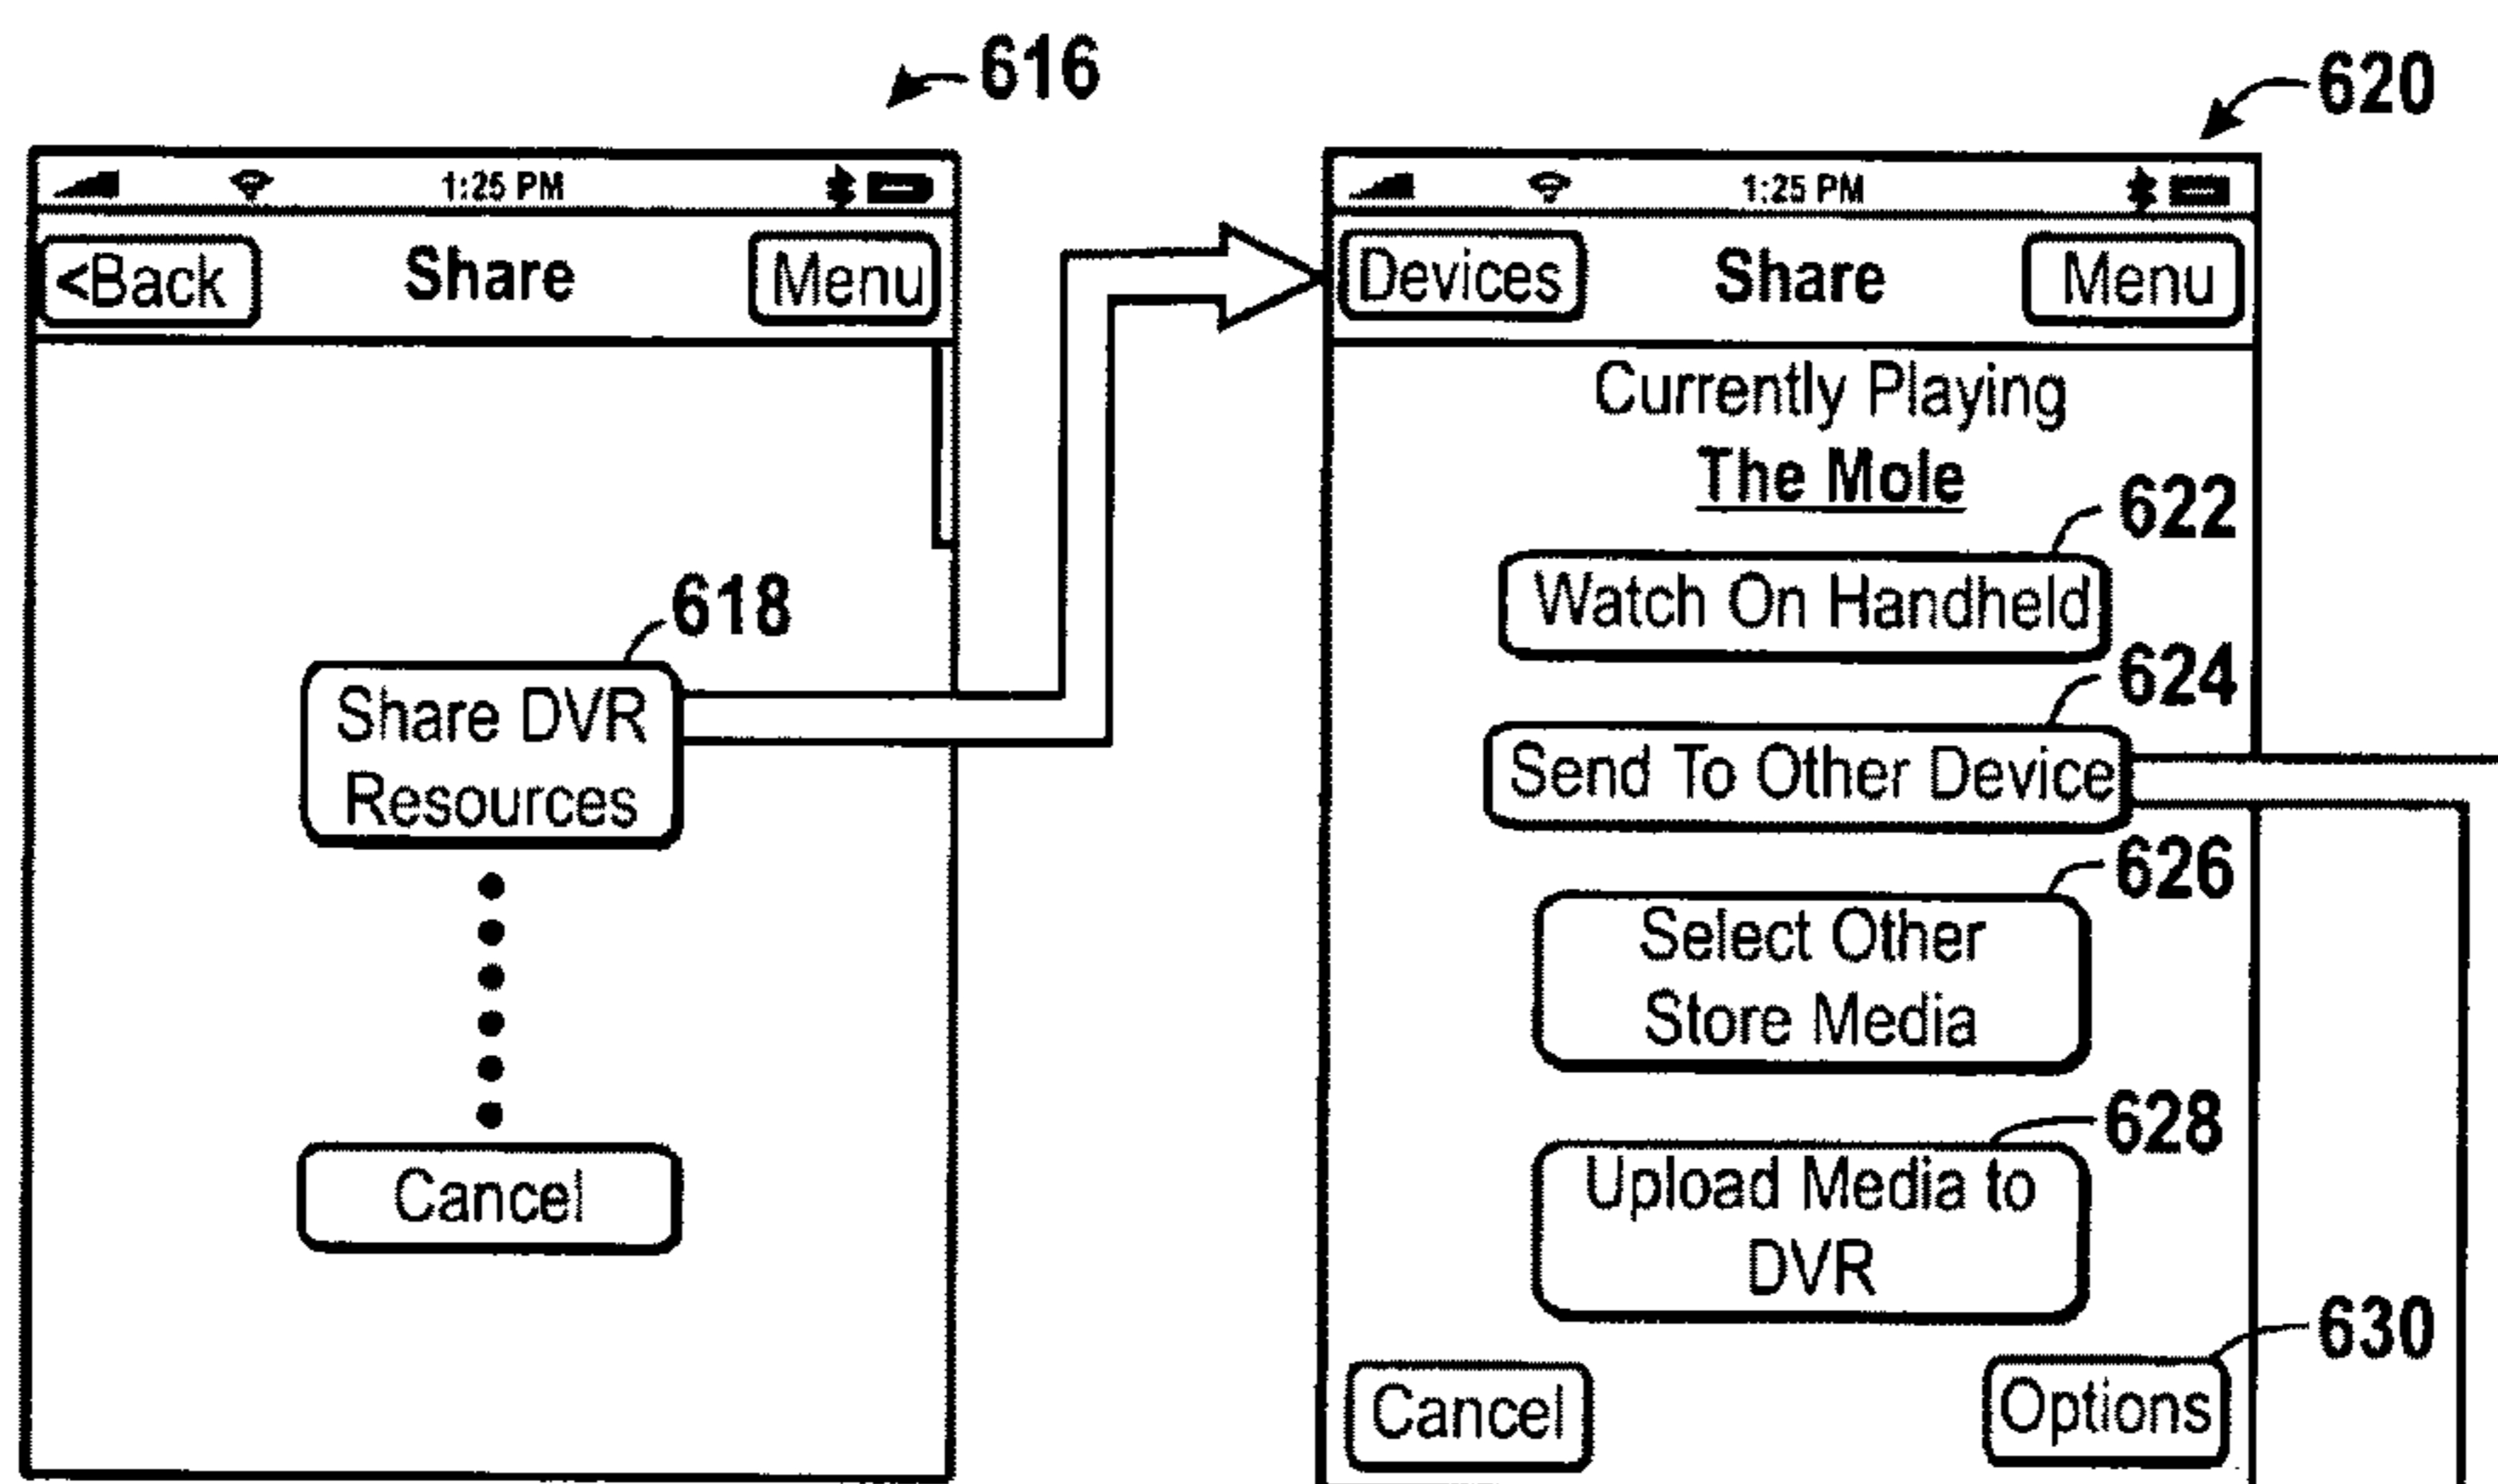 616
1:25 PM
<Back Share Menu
618
Share DVR
Resources
Cancel
620
1:25 PM
Devices Share Menu
Currently Playing
The Mole
622
Watch On Handheld
624
Send To Other Device
626
Select Other
Store Media
628
Upload Media to
DVR
630
Cancel Options